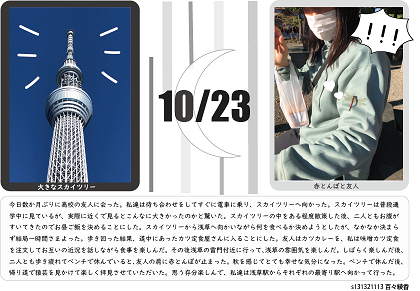 !!!
10/23
大きなスカイツリー
赤とんぼと友人
今日数か月ぶりに高校の友人に会った。私達は待ち合わせをしてすぐに電車に乗り、スカイツリーへ向かった。スカイツリーは普段通
学中に見ているが、実際に近くで見るとこんなに大きかったのかと驚いた。スカイツリーの中をある程度散策した後、二人ともお腹が
すいてきたのでお昼ご飯を決めることにした。スカイツリーから浅草へ向かいながら何を食べるか決めようとしたが、なかなか決まら
ず結局一時間さまよった。歩き回った結果、道中にあったカツ定食屋さんに入ることにした。友人はカツカレーを、私は味噌カツ定食
を注文してお互いの近況を話しながら食事を楽しんだ。その後浅草の雷門付近に行って、浅草の雰囲気を楽しんだ。しばらく楽しんだ後、
二人とも歩き疲れてベンチで休んでいると、友人の肩に赤とんぼが止まった。秋を感じてとても幸せな気分になった。ベンチで休んだ後、
帰り道で猿芸を見かけて楽しく拝見させていただいた。思う存分楽しんで、私達は浅草駅からそれぞれの最寄り駅へ向かって行った。
s131321113 百々綾音